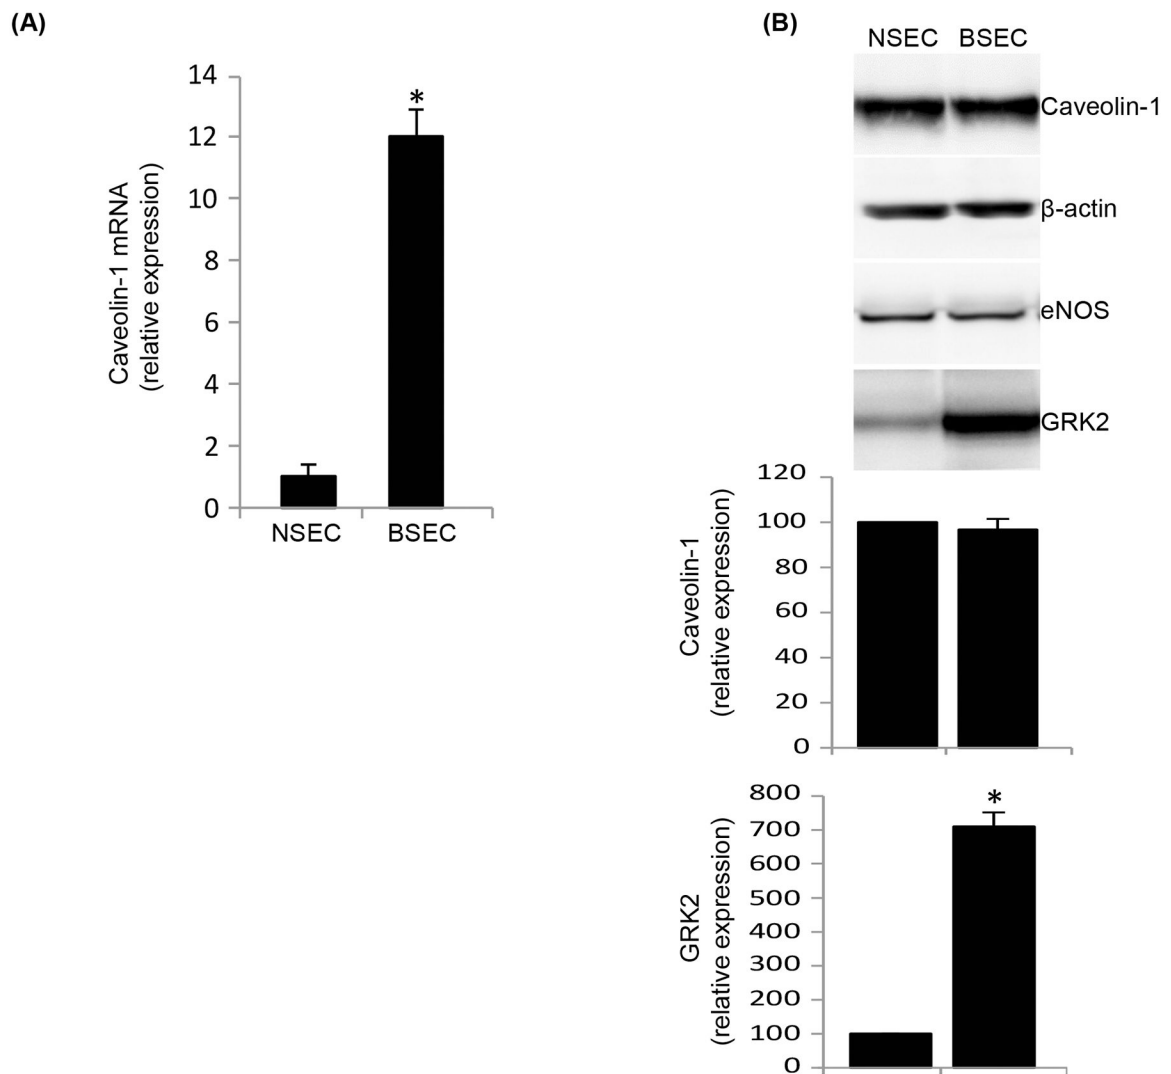 (A)
14
12
10
8
6
4
2
0
Caveolin-1 mRNA
(relative expression)
*
NSEC BSEC
(B)
NSEC BSEC
Caveolin-1
β-actin
eNOS
GRK2
120
100
80
60
40
20
0
Caveolin-1
(relative expression)
800
700
600
500
400
300
200
100
0
GRK2
(relative expression)
*